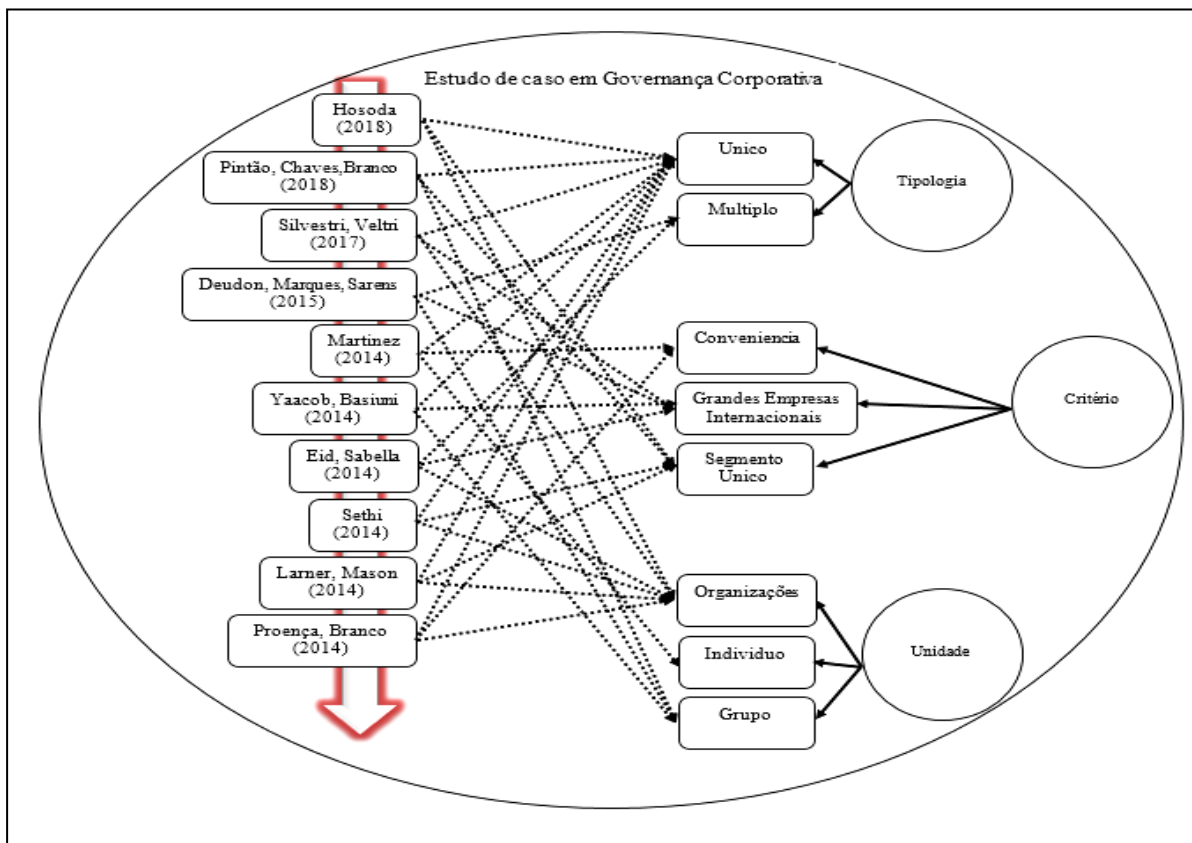 Estudo de caso em Governança Corporativa
Hosoda
(2018)
Pintão, Chaves,Branco
(2018)
Silvestri, Veltri
(2017)
Deudon, Marques, Sarens
(2015)
Martinez
(2014)
Yaacob, Basiuni
(2014)
Eid, Sabella
(2014)
Sethi
(2014)
Larner, Mason
(2014)
Proença, Branco
(2014)
Unico
Multiplo
Conveniencia
Grandes Empresas
Internacionais
Segmento
Unico
Organizações
Individuo
Grupo
Tipologia
Critério
Unidade